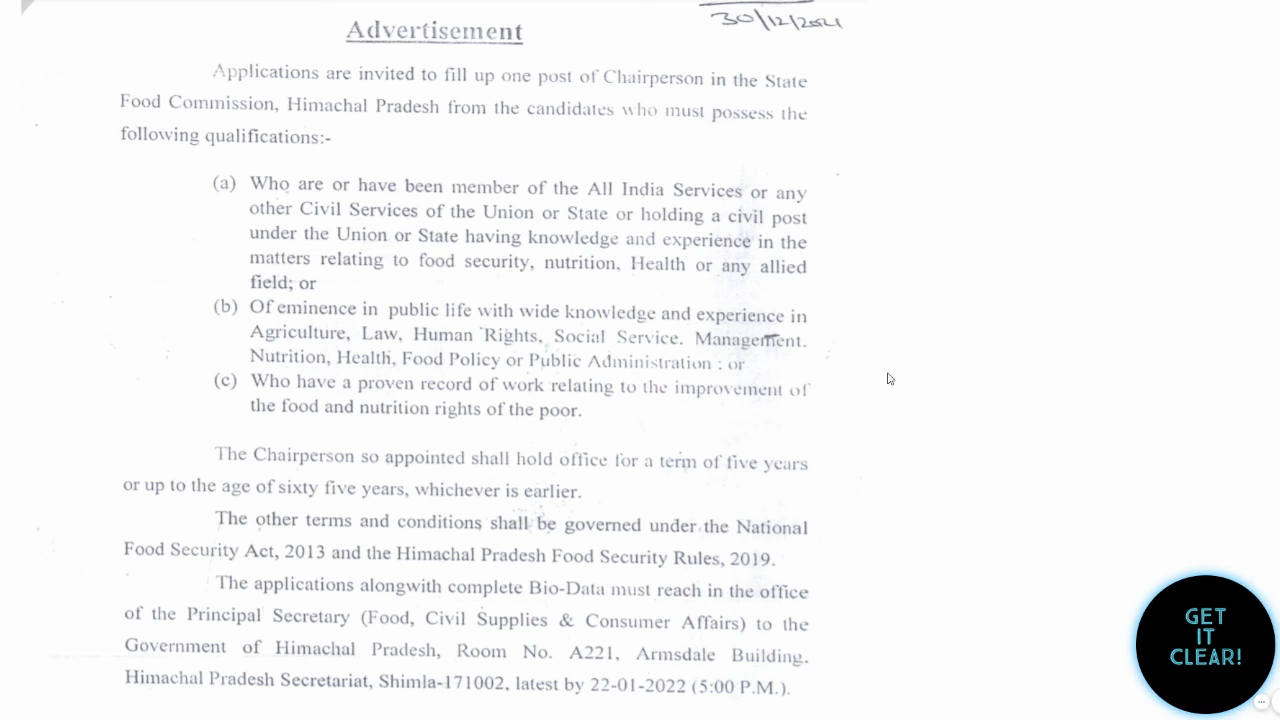 30/12/2021
Advertisement
Applications are invited to fill up one post of Chairperson in the State
Food Commission, Himachal Pradesh from the candidates who must possess the
following qualifications:-
(a) Who are or have been member of the All India Services or any
other Civil Services of the Union or State or holding a civil post
under the Union or State having knowledge and experience in the
matters relating to food security, nutrition, Health or any allied
field; or
(b) Of eminence in public life with wide knowledge and experience in
Agriculture, Law, Human Rights, Social Service. Management.
Nutrition, Health, Food Policy or Public Administration : or
(c) Who have a proven record of work relating to the improvement of
the food and nutrition rights of the poor.
The Chairperson so appointed shall hold office for a term of five years
or up to the age of sixty five years, whichever is earlier.
The other terms and conditions shall be governed under the National
Food Security Act, 2013 and the Himachal Pradesh Food Security Rules, 2019.
The applications alongwith complete Bio-Data must reach in the office
of the Principal Secretary (Food, Civil Supplies & Consumer Affairs) to the
Government of Himachal Pradesh, Room No. A221, Armsdale Building.
Himachal Pradesh Secretariat, Shimla-171002, latest by 22-01-2022 (5:00 P.M.).
GET
IT
CLEAR!